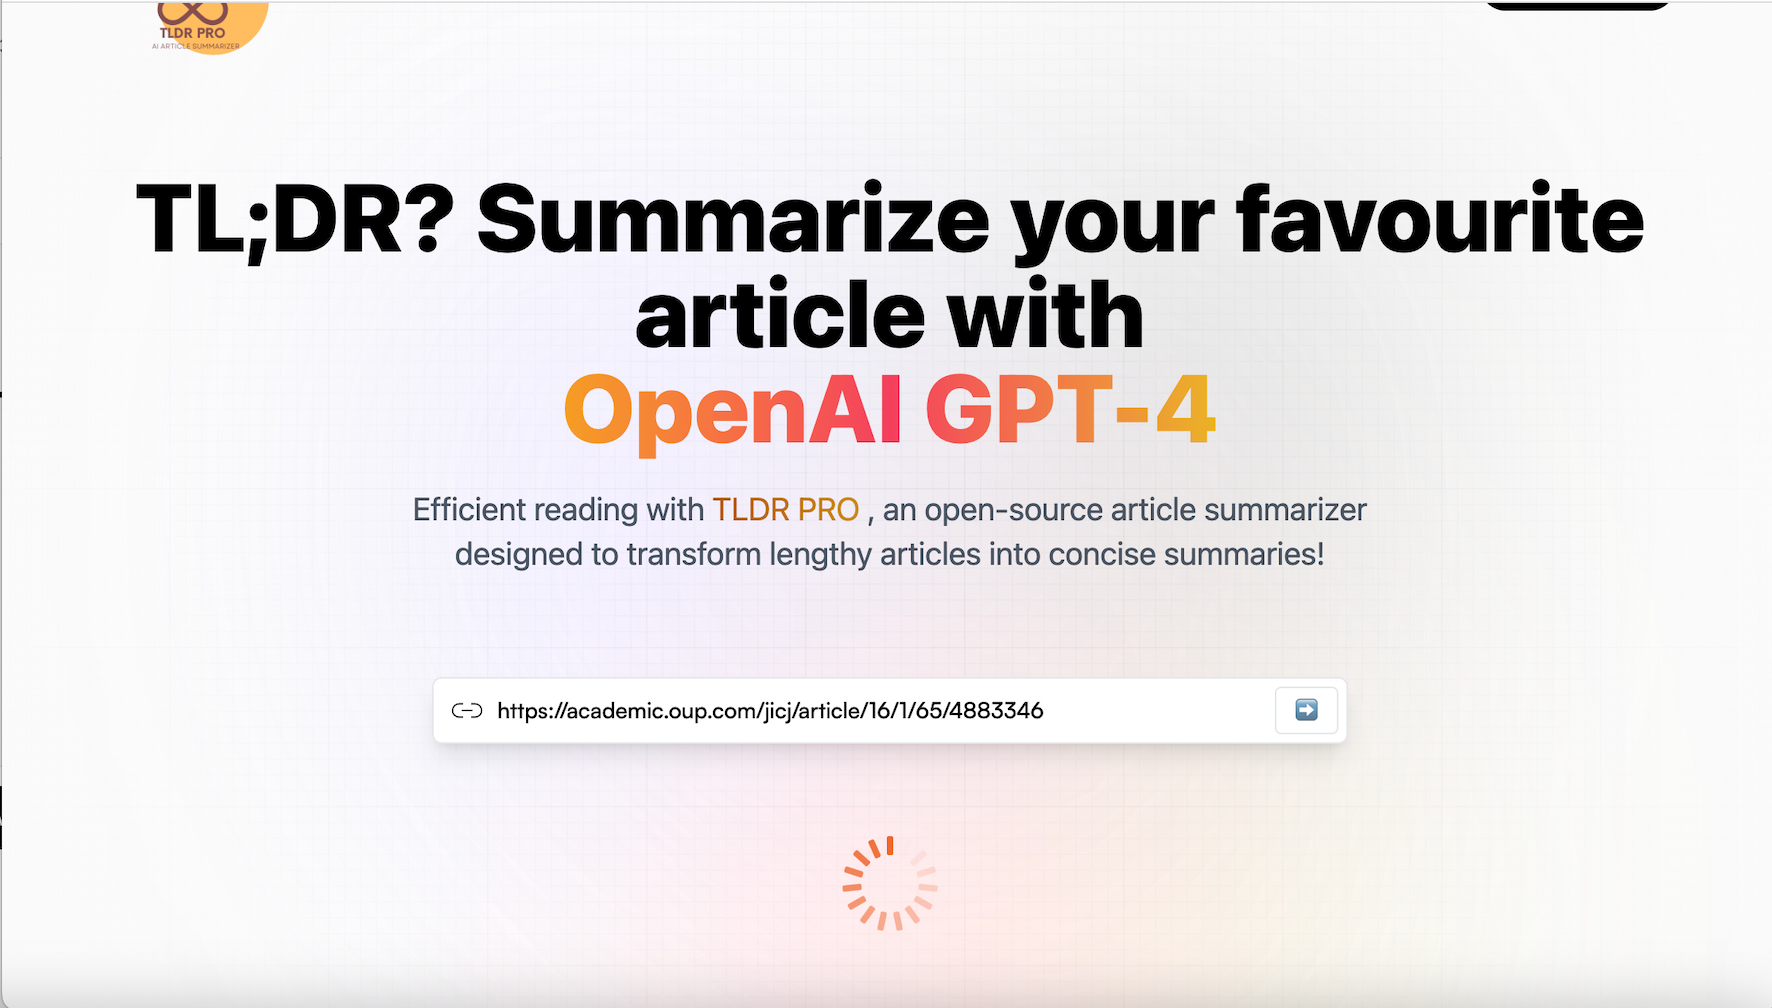 TLDR PRO
AI ARTICLE SUMMARIZER
TL;DR? Summarize your favourite
article with
OpenAI GPT-4
Efficient reading with TLDR PRO , an open-source article summarizer
designed to transform lengthy articles into concise summaries!
https://academic.oup.com/jicj/article/16/1/65/4883346